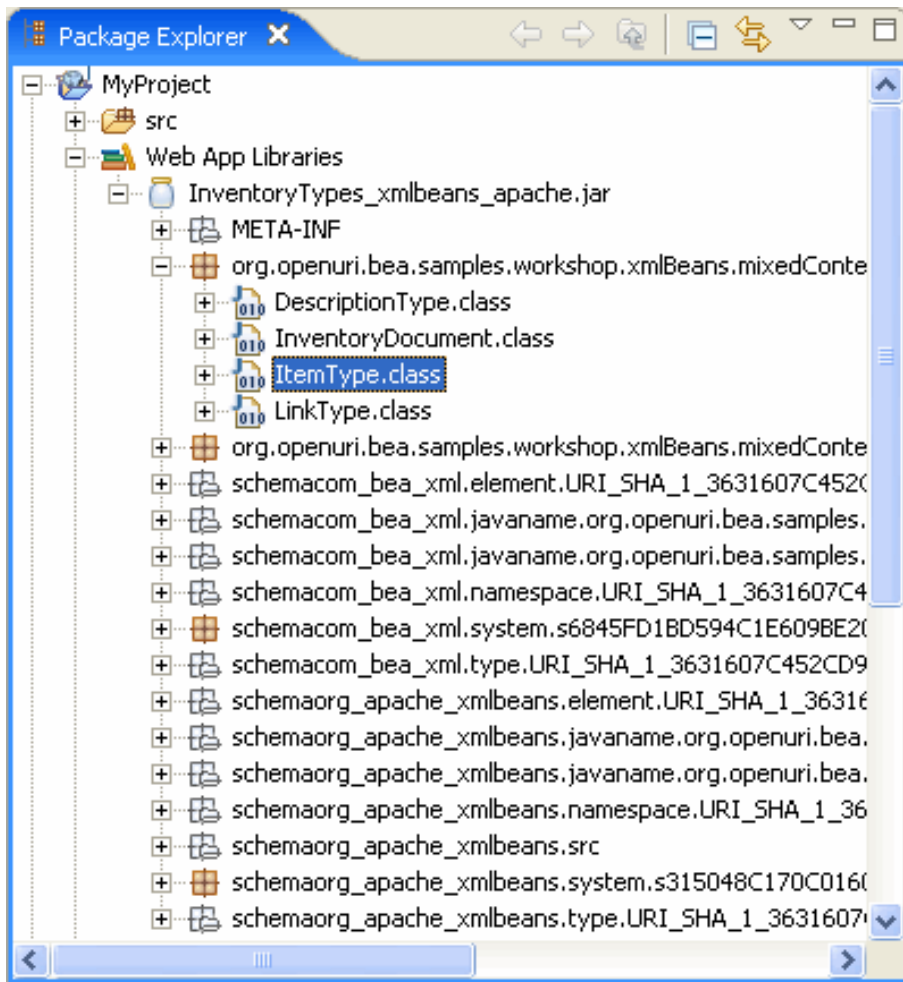 Package Explorer
MyProject
src
Web App Libraries
InventoryTypes_xmlbeans_apache.jar
META-INF
org.openuri.bea.samples.workshop.xmlBeans.mixedConte
DescriptionType.class
InventoryDocument.class
ItemType.class
LinkType.class
org.openuri.bea.samples.workshop.xmlBeans.mixedConte
schemacom_bea_xml.element.URI_SHA_1_3631607C452C
schemacom_bea_xml.javaname.org.openuri.bea.samples.
schemacom_bea_xml.javaname.org.openuri.bea.samples.
schemacom_bea_xml.namespace.URI_SHA_1_3631607C4
schemacom_bea_xml.system.s6845FD1BD594C1E609BE20
schemacom_bea_xml.type.URI_SHA_1_3631607C452CD9
schemaorg_apache_xmlbeans.element.URI_SHA_1_36316
schemaorg_apache_xmlbeans.javaname.org.openuri.bea.
schemaorg_apache_xmlbeans.javaname.org.openuri.bea.
schemaorg_apache_xmlbeans.namespace.URI_SHA_1_36
schemaorg_apache_xmlbeans.src
schemaorg_apache_xmlbeans.system.s315048C170C0160
schemaorg_apache_xmlbeans.type.URI_SHA_1_3631607